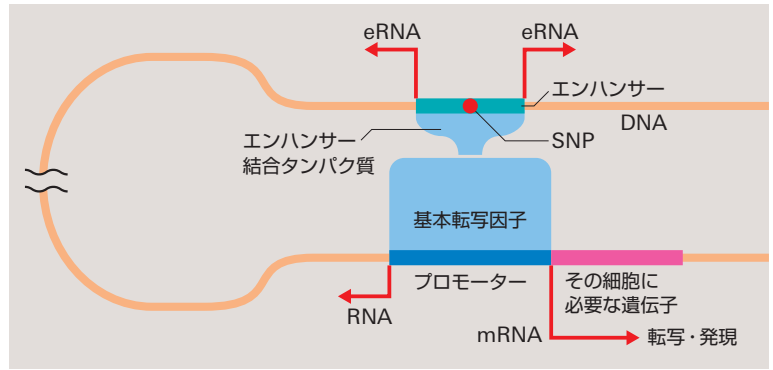 eRNA
eRNA
エンハンサー
DNA
エンハンサー
結合タンパク質
SNP
基本転写因子
プロモーター
その細胞に
必要な遺伝子
RNA
mRNA
転写・発現